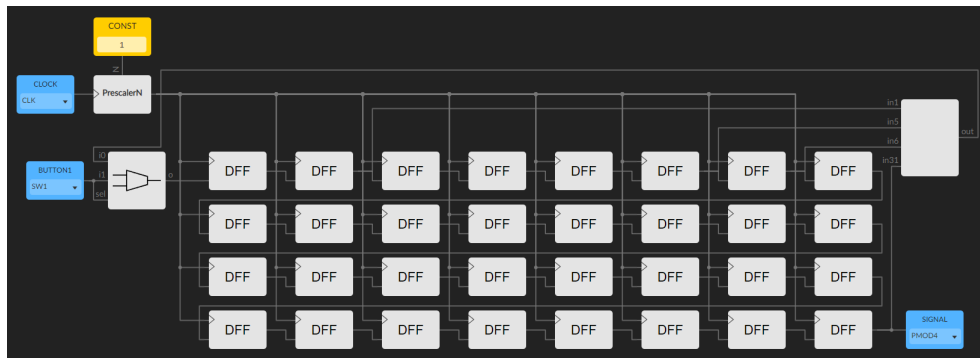 CONST
1
CLOCK
CLK
N
PrescalerN
in1
in5
in6
in31
out
BUTTON1
SW1
i0
i1
sel
o
DFF DFF DFF DFF DFF DFF DFF DFF
DFF DFF DFF DFF DFF DFF DFF DFF
DFF DFF DFF DFF DFF DFF DFF DFF
DFF DFF DFF DFF DFF DFF DFF DFF
SIGNAL
PMOD4